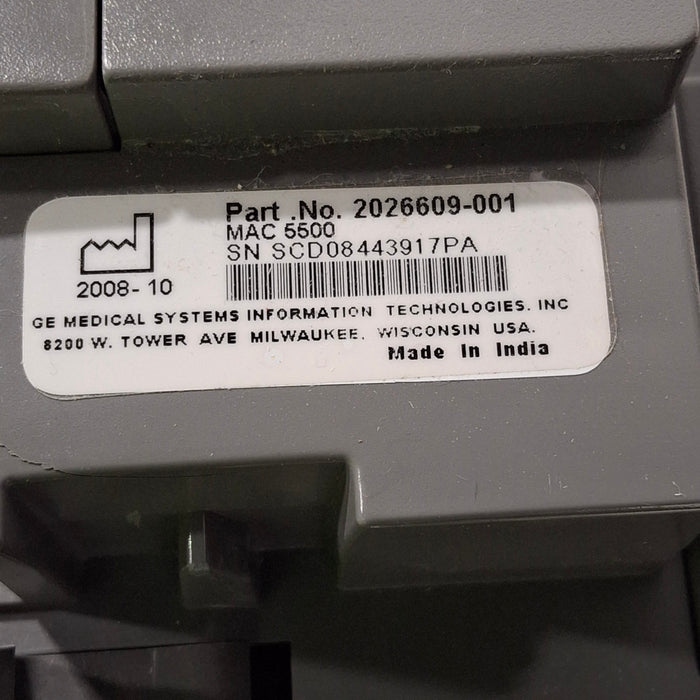 Part .No. 2026609-001
MAC 5500
SN SCD08443917PA
2008-10
GE MEDICAL SYSTEMS INFORMATION TECHNOLOGIES. INC
8200 W. TOWER AVE MILWAUKEE, WISCONSIN USA.
Made In India